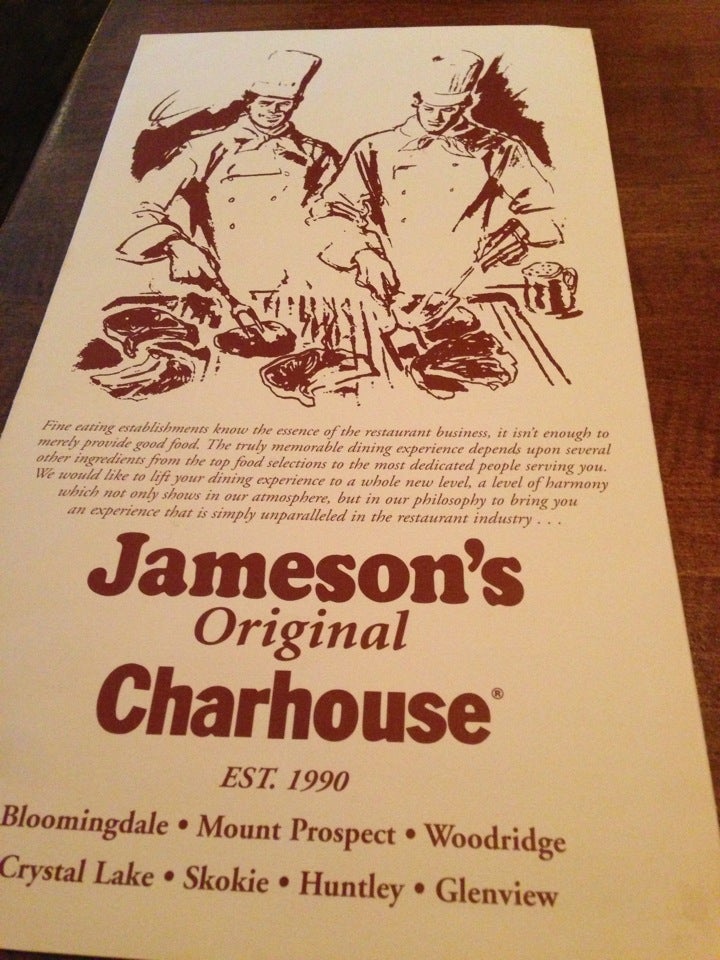 Fine eating establishments know the essence of the restaurant business, it isn't enough to
merely provide good food. The truly memorable dining experience depends upon several
other ingredients from the top food selections to the most dedicated people serving you.
We would like to lift your dining experience to a whole new level, a level of harmony
which not only shows in our atmosphere, but in our philosophy to bring you
an experience that is simply unparalleled in the restaurant industry . . .
Jameson's
Original
Charhouse®
EST. 1990
Bloomingdale • Mount Prospect • Woodridge
Crystal Lake • Skokie • Huntley • Glenview